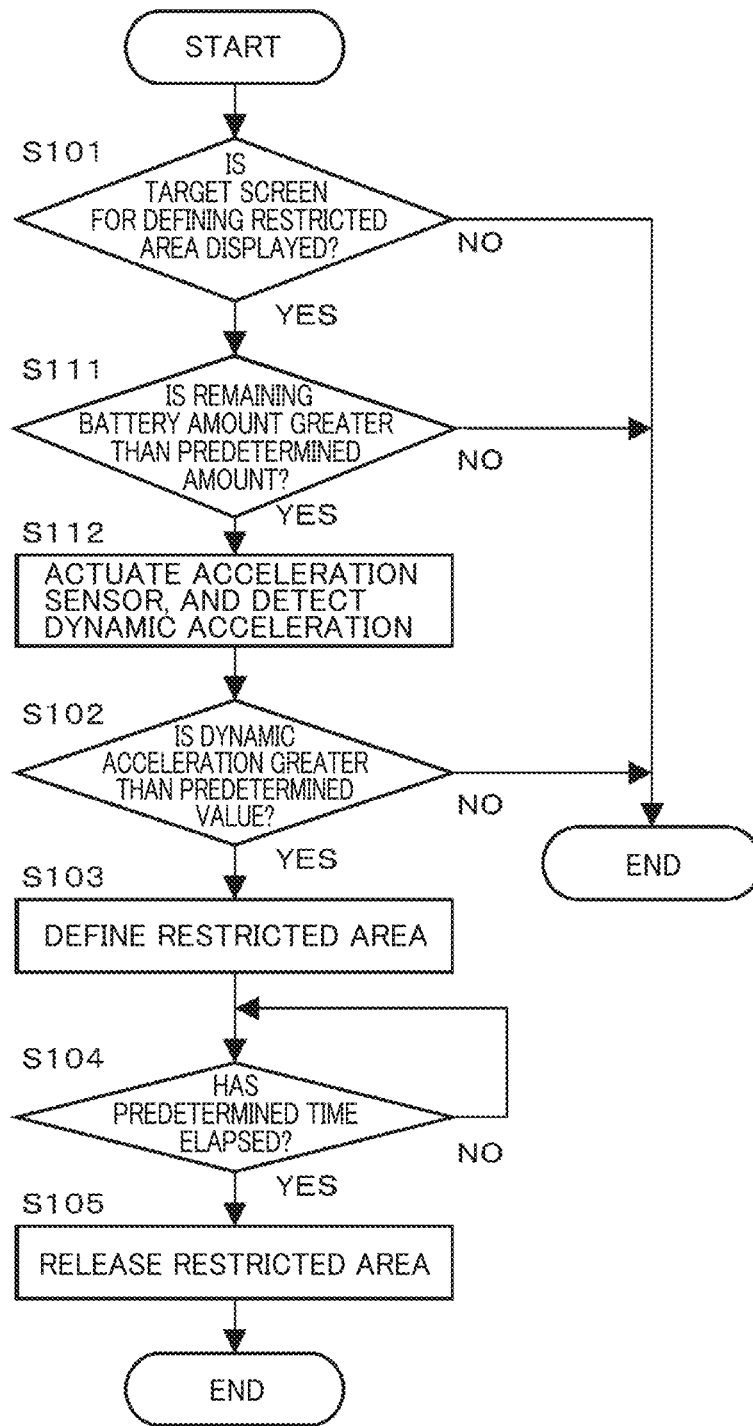 START
S101
IS
TARGET SCREEN
FOR DEFINING RESTRICTED
AREA DISPLAYED?
NO
YES
S111
IS REMAINING
BATTERY AMOUNT GREATER
THAN PREDETERMINED
AMOUNT?
NO
YES
S112
ACTUATE ACCELERATION
SENSOR, AND DETECT
DYNAMIC ACCELERATION
S102
IS DYNAMIC
ACCELERATION GREATER
THAN PREDETERMINED
VALUE?
NO
YES
END
S103
DEFINE RESTRICTED AREA
S104
HAS
PREDETERMINED TIME
ELAPSED?
NO
YES
S105
RELEASE RESTRICTED AREA
END